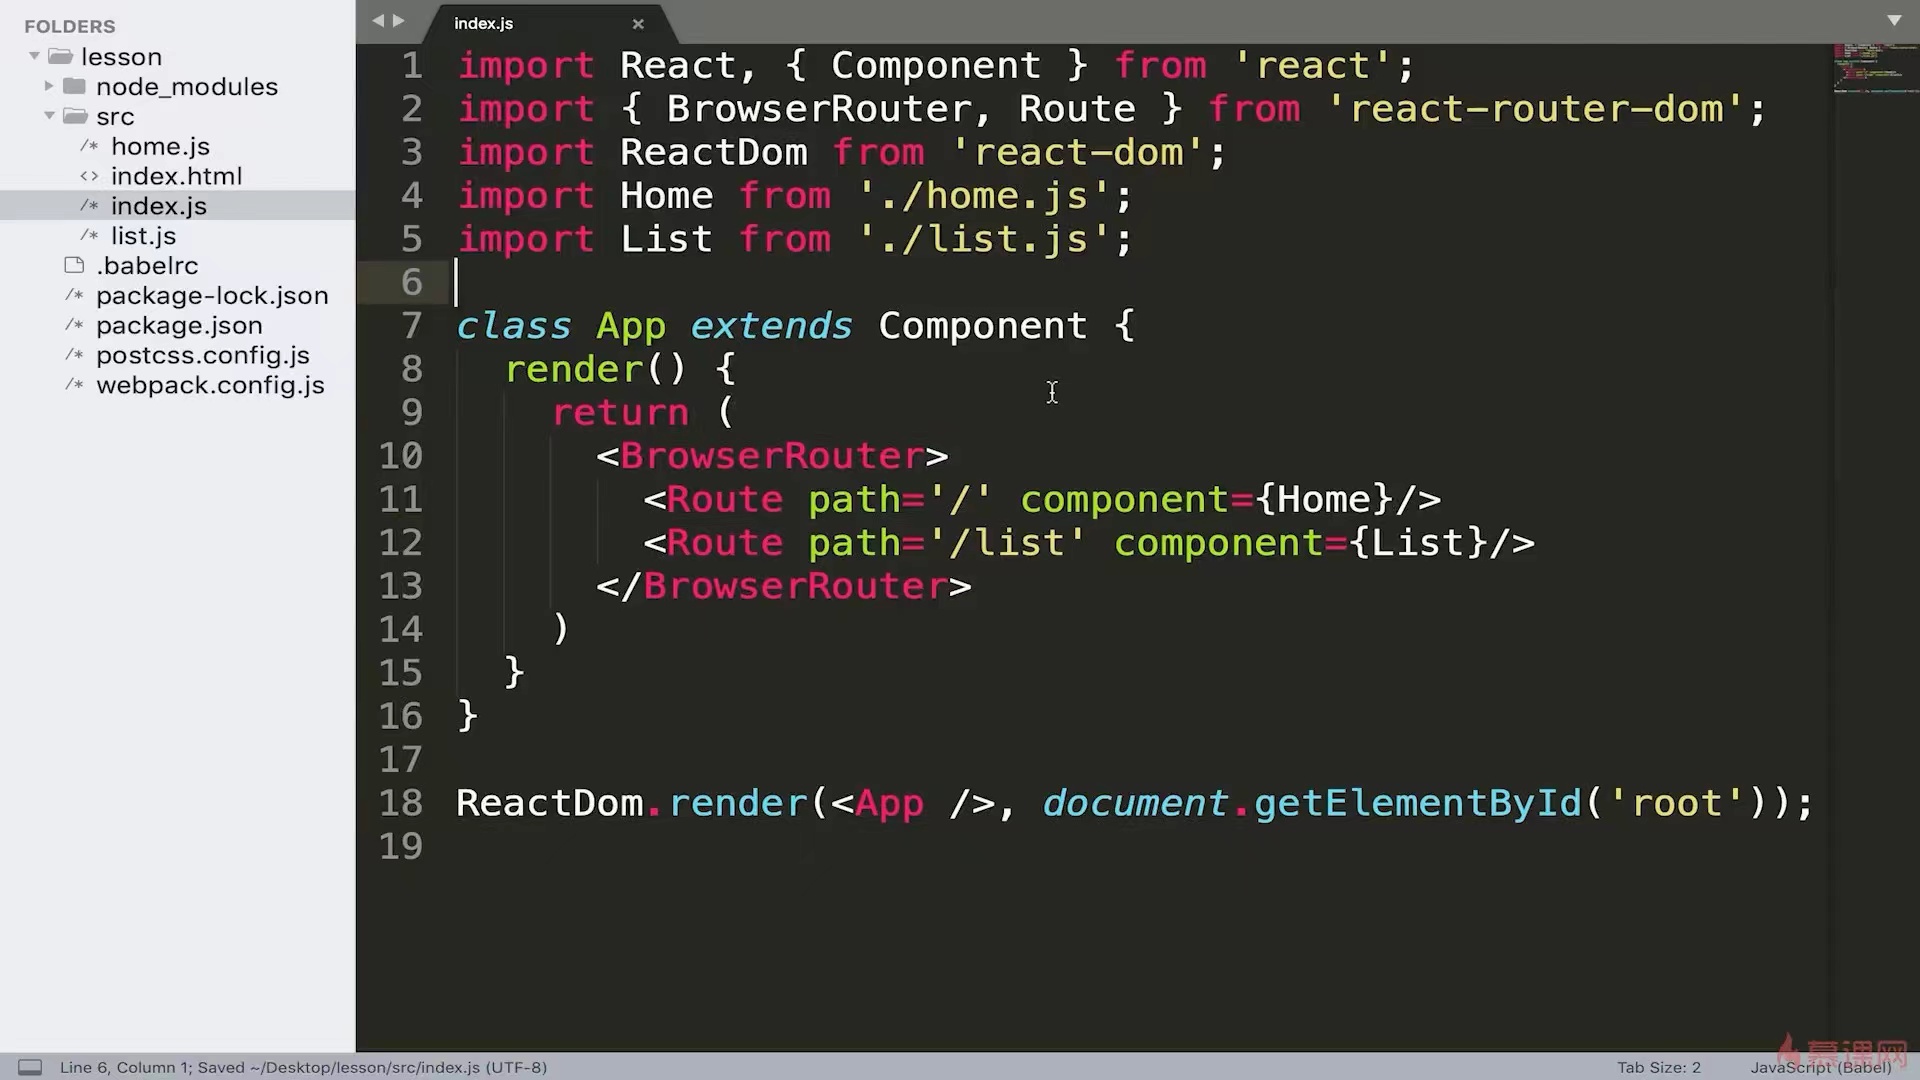 FOLDERS
lesson
node_modules
src
/* home.js
<> index.html
/* index.js
/* list.js
.babelrc
/* package-lock.json
/* package.json
/* postcss.config.js
/* webpack.config.js
index.js
1 import React, { Component } from 'react';
2 import { BrowserRouter, Route } from 'react-router-dom';
3 import ReactDom from 'react-dom';
4 import Home from './home.js';
5 import List from './list.js';
6
7 class App extends Component {
8   render() {
9     return (
10       <BrowserRouter>
11         <Route path='/' component={Home}/>
12         <Route path='/list' component={List}/>
13       </BrowserRouter>
14     )
15   }
16 }
17
18 ReactDom.render(<App />, document.getElementById('root'));
19
Line 6, Column 1; Saved ~/Desktop/lesson/src/index.js (UTF-8)
Tab Size: 2
JavaScript (Babel)
慕课网